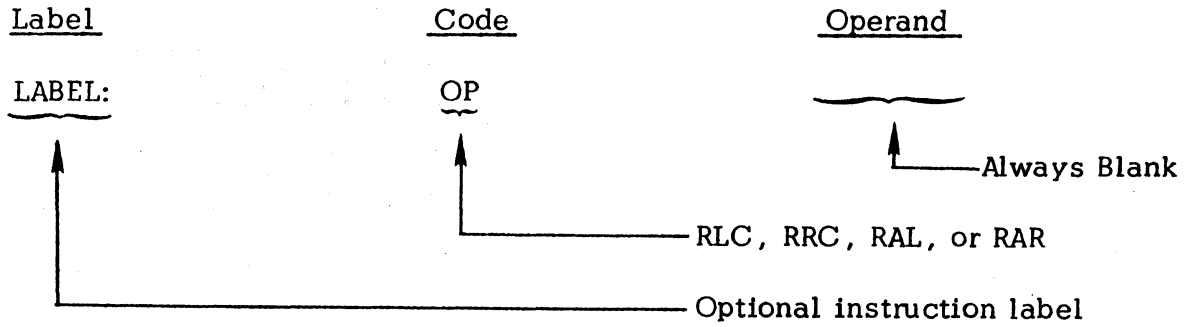 Label Code Operand
LABEL: OP
Always Blank
RLC, RRC, RAL, or RAR
Optional instruction label